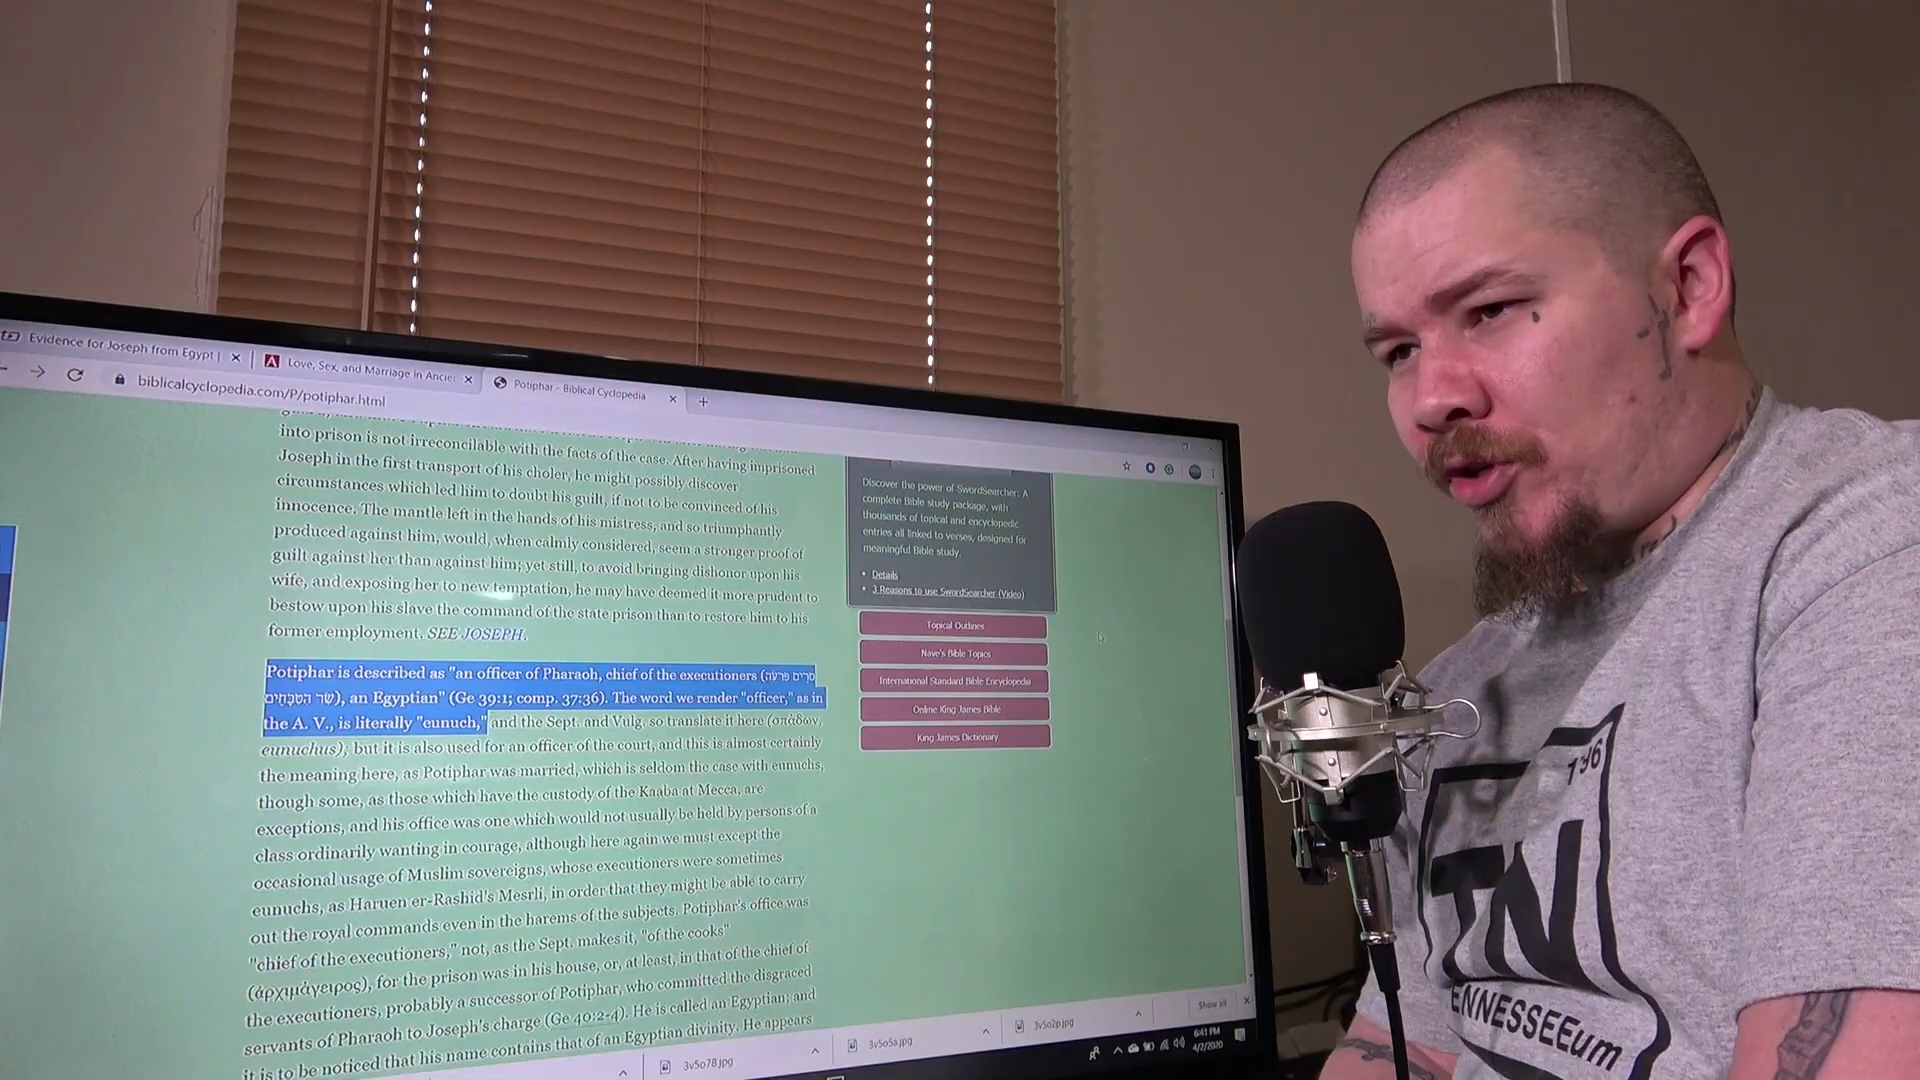 Evidence for Joseph from Egypt |
Love, Sex, and Marriage in Ancie
Potiphar - Biblical Cyclopedia
biblicalcyclopedia.com/P/potiphar.html
into prison is not irreconcilable with the facts of the case. After having imprisoned
Joseph in the first transport of his choler, he might possibly discover
circumstances which led him to doubt his guilt, if not to be convinced of his
innocence. The mantle left in the hands of his mistress, and so triumphantly
produced against him, would, when calmly considered, seem a stronger proof of
guilt against her than against him; yet still, to avoid bringing dishonor upon his
wife, and exposing her to new temptation, he may have deemed it more prudent to
bestow upon his slave the command of the state prison than to restore him to his
former employment. SEE JOSEPH.
Potiphar is described as "an officer of Pharaoh, chief of the executioners (סרים פרעה
שר הטבחים), an Egyptian" (Ge 39:1; comp. 37:36). The word we render "officer," as in
the A. V., is literally "eunuch," and the Sept. and Vulg. so translate it here (σπάδων,
eunuchus); but it is also used for an officer of the court, and this is almost certainly
the meaning here, as Potiphar was married, which is seldom the case with eunuchs,
though some, as those which have the custody of the Kaaba at Mecca, are
exceptions, and his office was one which would not usually be held by persons of a
class ordinarily wanting in courage, although here again we must except the
occasional usage of Muslim sovereigns, whose executioners were sometimes
eunuchs, as Haruen er-Rashid's Mesrli, in order that they might be able to carry
out the royal commands even in the harems of the subjects. Potiphar's office was
"chief of the executioners," not, as the Sept. makes it, "of the cooks"
(ἀρχιμάγειρος), for the prison was in his house, or, at least, in that of the chief of
the executioners, probably a successor of Potiphar, who committed the disgraced
servants of Pharaoh to Joseph's charge (Ge 40:2-4). He is called an Egyptian; and
it is to be noticed that his name contains that of an Egyptian divinity. He appears
Discover the power of SwordSearcher: A
complete Bible study package, with
thousands of topical and encyclopedic
entries all linked to verses, designed for
meaningful Bible study.
Details
3 Reasons to use SwordSearcher (Video)
Topical Outlines
Nave's Bible Topics
International Standard Bible Encyclopedia
Online King James Bible
King James Dictionary
3v5o78.jpg
3v5o5a.jpg
3v5o2p.jpg
Show all
6:41 PM
4/2/2020
TN
ENNESSEEum